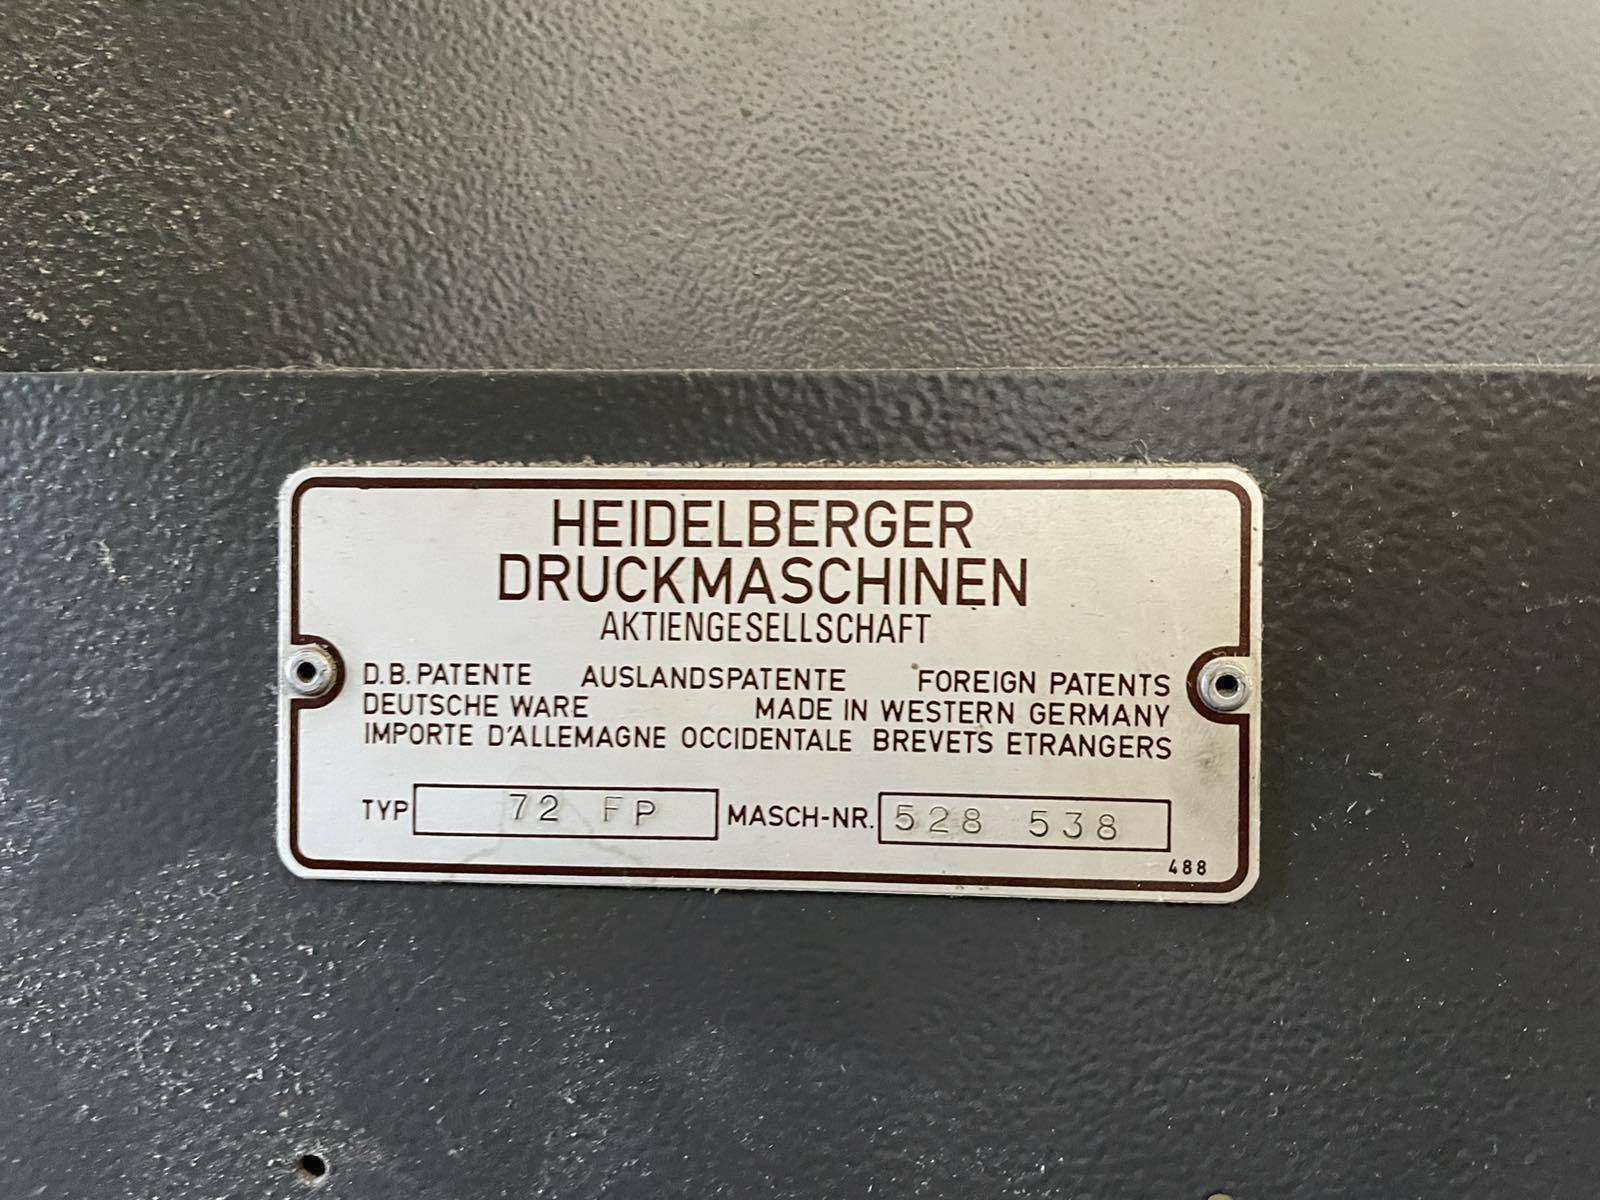 HEIDELBERGER
DRUCKMASCHINEN
AKTIENGESELLSCHAFT
D.B. PATENTE AUSLANDSPATENTE FOREIGN PATENTS
DEUTSCHE WARE MADE IN WESTERN GERMANY
IMPORTE D'ALLEMAGNE OCCIDENTALE BREVETS ETRANGERS
TYP 72 FP MASCH-NR. 528 538
488